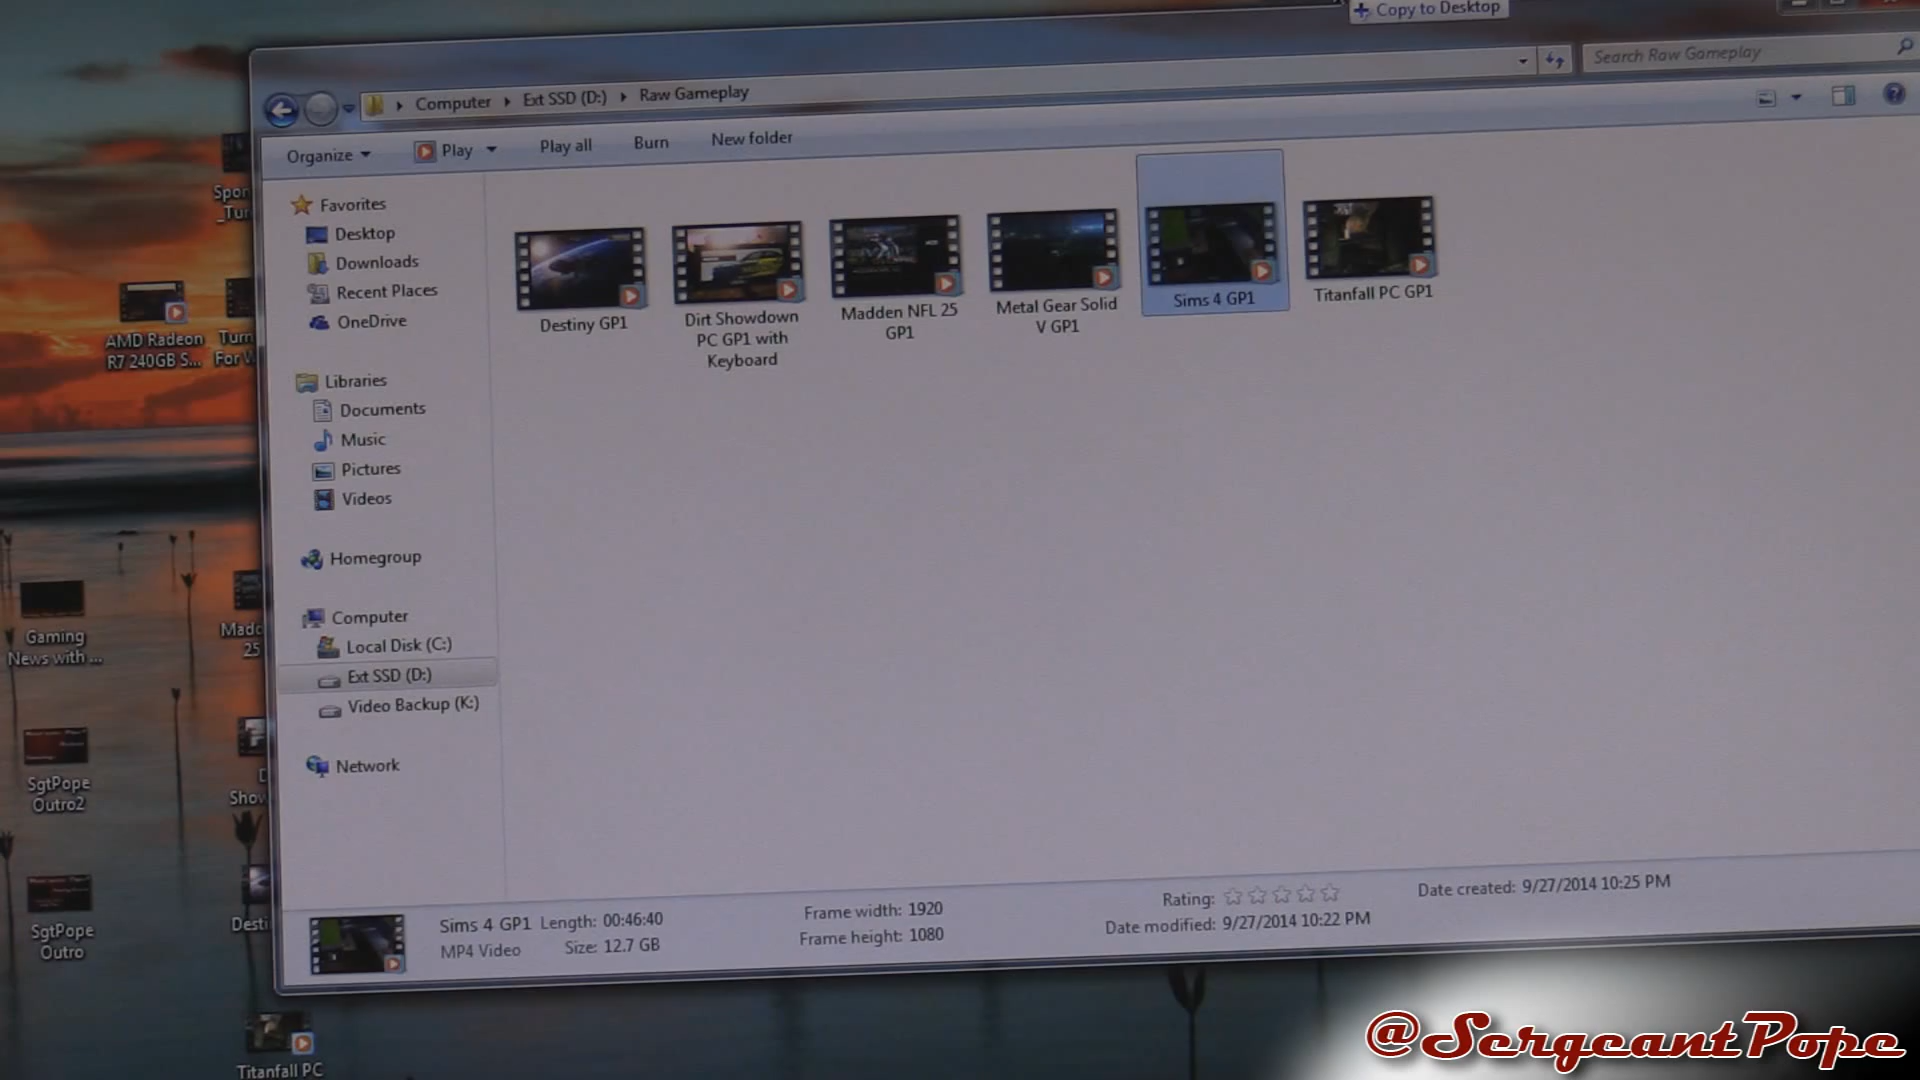 Copy to Desktop
Search Raw Gameplay
Computer
Ext SSD (D:)
Raw Gameplay
Organize
Play
Play all
Burn
New folder
Favorites
Desktop
Downloads
Recent Places
OneDrive
Libraries
Documents
Music
Pictures
Videos
Homegroup
Computer
Local Disk (C:)
Ext SSD (D:)
Video Backup (K:)
Network
Destiny GP1
Dirt Showdown
PC GP1 with
Keyboard
Madden NFL 25
GP1
Metal Gear Solid
V GP1
Sims 4 GP1
Titanfall PC GP1
Sims 4 GP1
MP4 Video
Length: 00:46:40
Size: 12.7 GB
Frame width: 1920
Frame height: 1080
Rating:
Date modified: 9/27/2014 10:22 PM
Date created: 9/27/2014 10:25 PM
Spon
_Tur
AMD Radeon
R7 240GB S...
Turn
For W
Gaming
News with ...
Madd
25
SgtPope
Outro2
D
Show
SgtPope
Outro
Desti
Titanfall PC
@SergeantPope